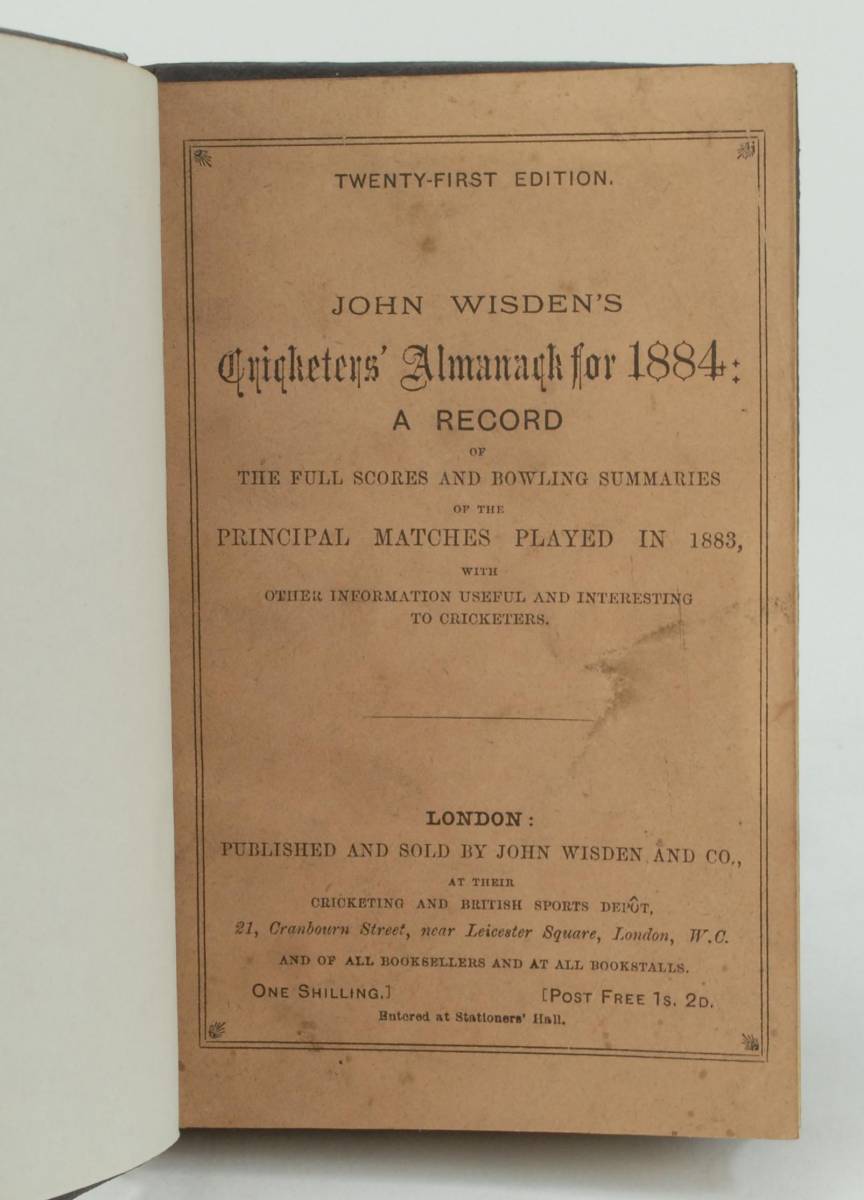 TWENTY-FIRST EDITION.
JOHN WISDEN'S
Cricketers' Almanack for 1884:
A RECORD
OF
THE FULL SCORES AND BOWLING SUMMARIES
OF THE
PRINCIPAL MATCHES PLAYED IN 1883,
WITH
OTHER INFORMATION USEFUL AND INTERESTING
TO CRICKETERS.
LONDON:
PUBLISHED AND SOLD BY JOHN WISDEN AND CO.,
AT THEIR
CRICKETING AND BRITISH SPORTS DEPÔT,
21, Cranbourn Street, near Leicester Square, London, W.C.
AND OF ALL BOOKSELLERS AND AT ALL BOOKSTALLS.
ONE SHILLING.] [POST FREE 1S. 2D.
Entered at Stationers' Hall.